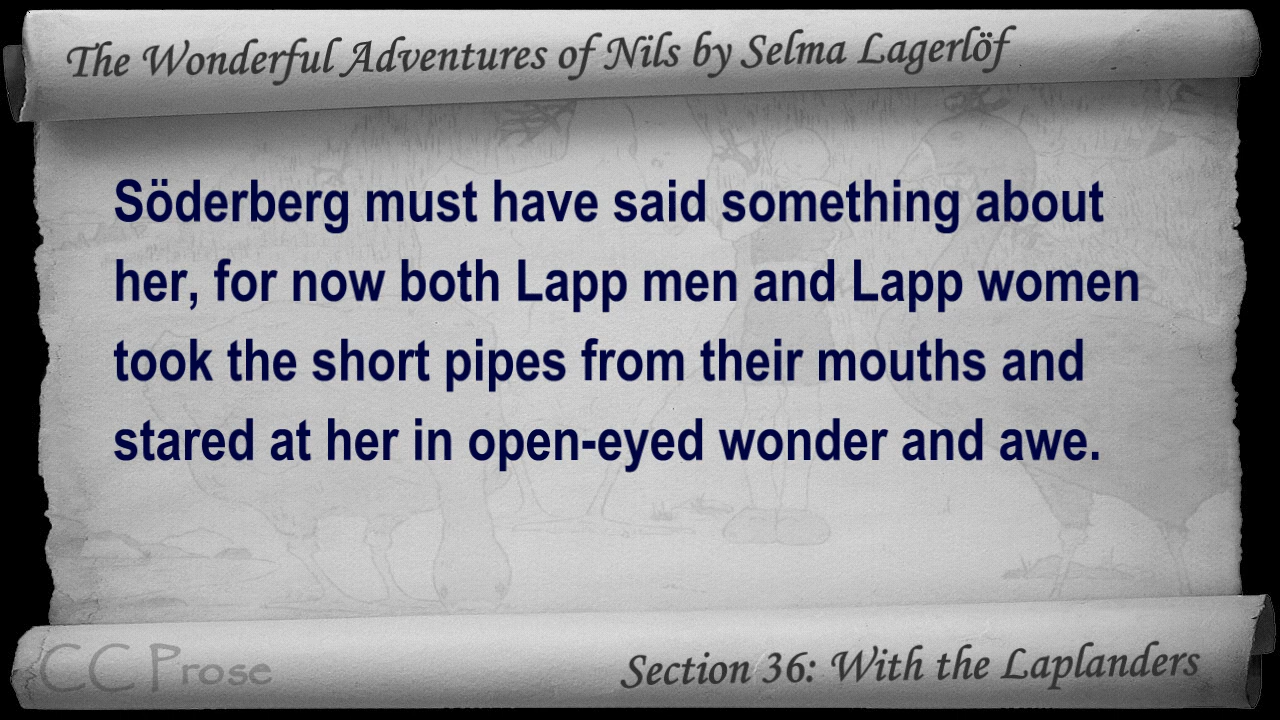 The Wonderful Adventures of Nils by Selma Lagerlöf
Söderberg must have said something about
her, for now both Lapp men and Lapp women
took the short pipes from their mouths and
stared at her in open-eyed wonder and awe.
CC Prose
Section 36: With the Laplanders